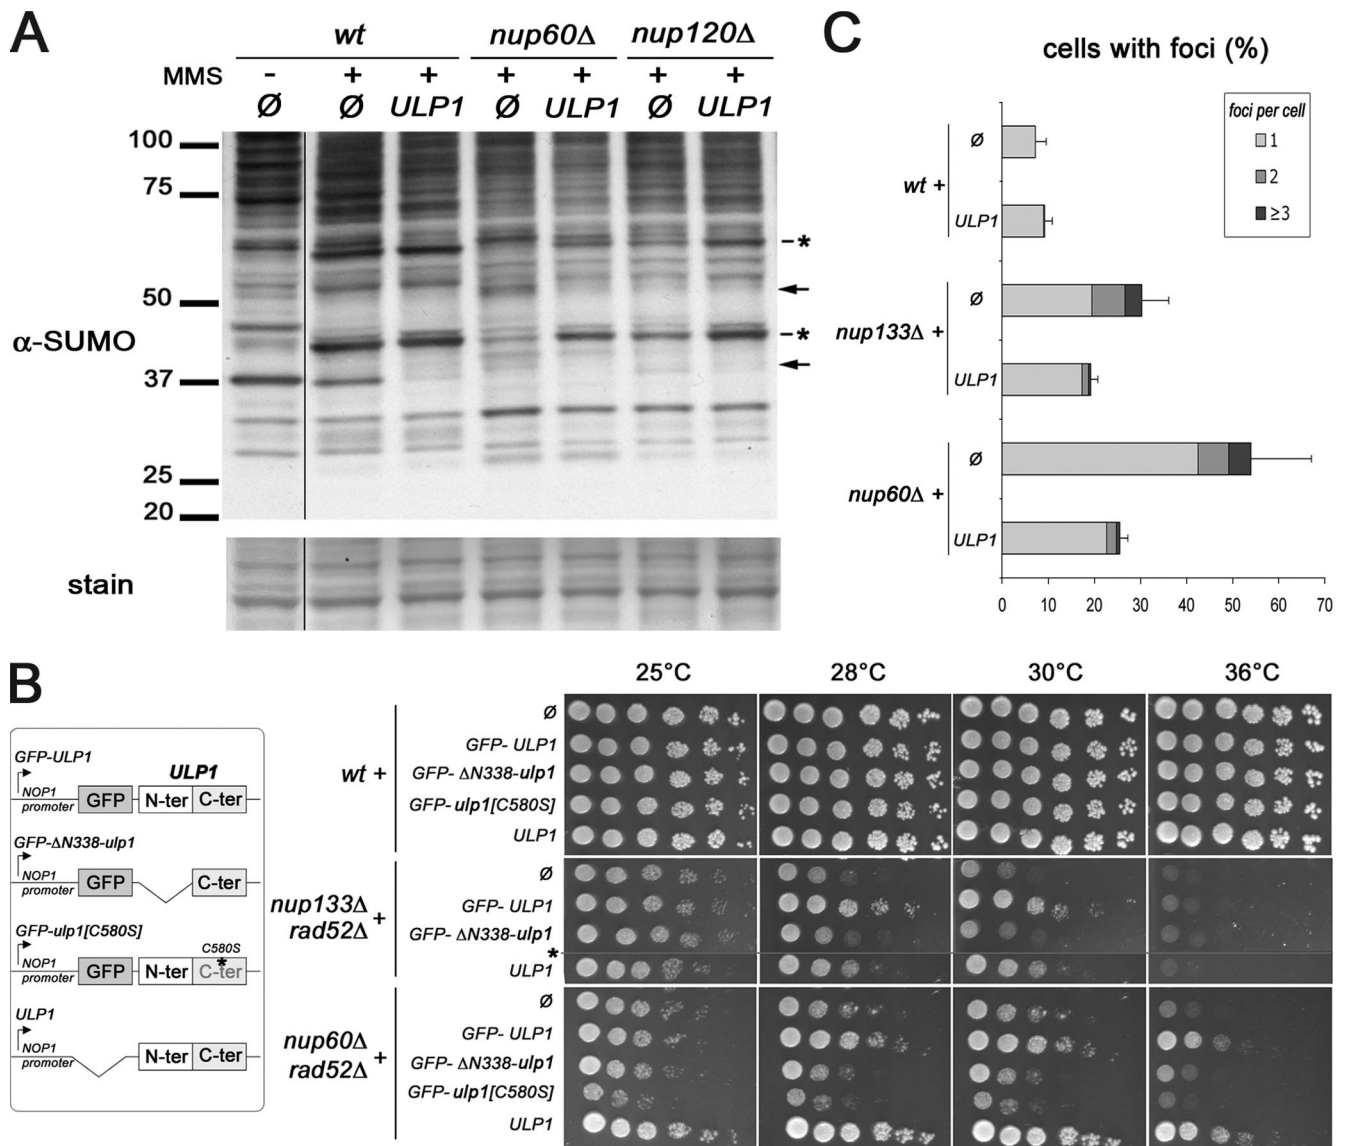 A
wt nup60Δ nup120Δ
MMS - + + + + + +
Ø Ø ULP1 Ø ULP1 Ø ULP1
100
75
-*
50
α-SUMO
-*
37
25
20
stain
C
cells with foci (%)
foci per cell
1
2
≥3
Ø
wt +
ULP1
Ø
nup133Δ +
ULP1
Ø
nup60Δ +
ULP1
0 10 20 30 40 50 60 70
B
25°C 28°C 30°C 36°C
GFP-ULP1
ULP1
NOP1
promoter
GFP N-ter C-ter
GFP-ΔN338-ulp1
NOP1
promoter
GFP C-ter
GFP-ulp1[C580S]
C580S
*
NOP1
promoter
GFP N-ter C-ter
ULP1
NOP1
promoter
N-ter C-ter
Ø
GFP- ULP1
wt + GFP- ΔN338-ulp1
GFP- ulp1[C580S]
ULP1
Ø
nup133Δ
rad52Δ +
GFP- ULP1
GFP- ΔN338-ulp1
*
ULP1
Ø
nup60Δ
rad52Δ +
GFP- ULP1
GFP- ΔN338-ulp1
GFP- ulp1[C580S]
ULP1